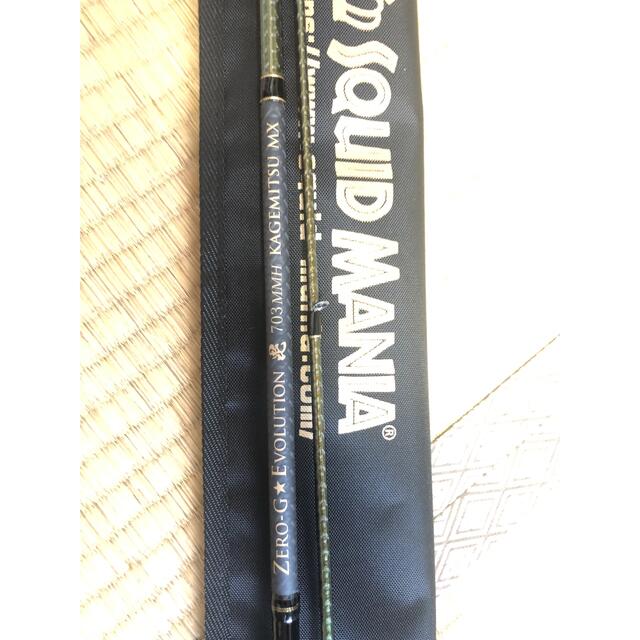 SQUID MANIA®
ZERO-G★EVOLUTION 703MMH KAGEMITSU MX